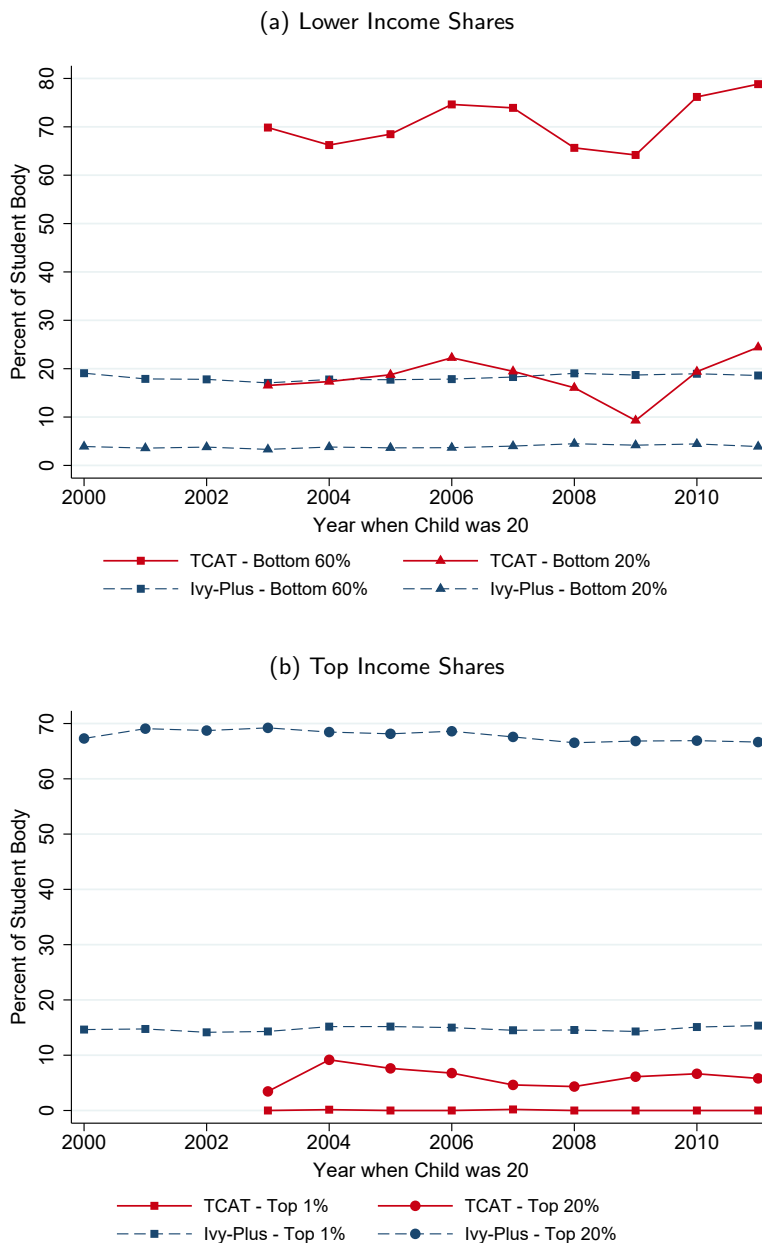 (a) Lower Income Shares
Percent of Student Body
80
70
60
50
40
30
20
10
0
2000 2002 2004 2006 2008 2010
Year when Child was 20
TCAT - Bottom 60% TCAT - Bottom 20%
Ivy-Plus - Bottom 60% Ivy-Plus - Bottom 20%
(b) Top Income Shares
Percent of Student Body
70
60
50
40
30
20
10
0
2000 2002 2004 2006 2008 2010
Year when Child was 20
TCAT - Top 1% TCAT - Top 20%
Ivy-Plus - Top 1% Ivy-Plus - Top 20%